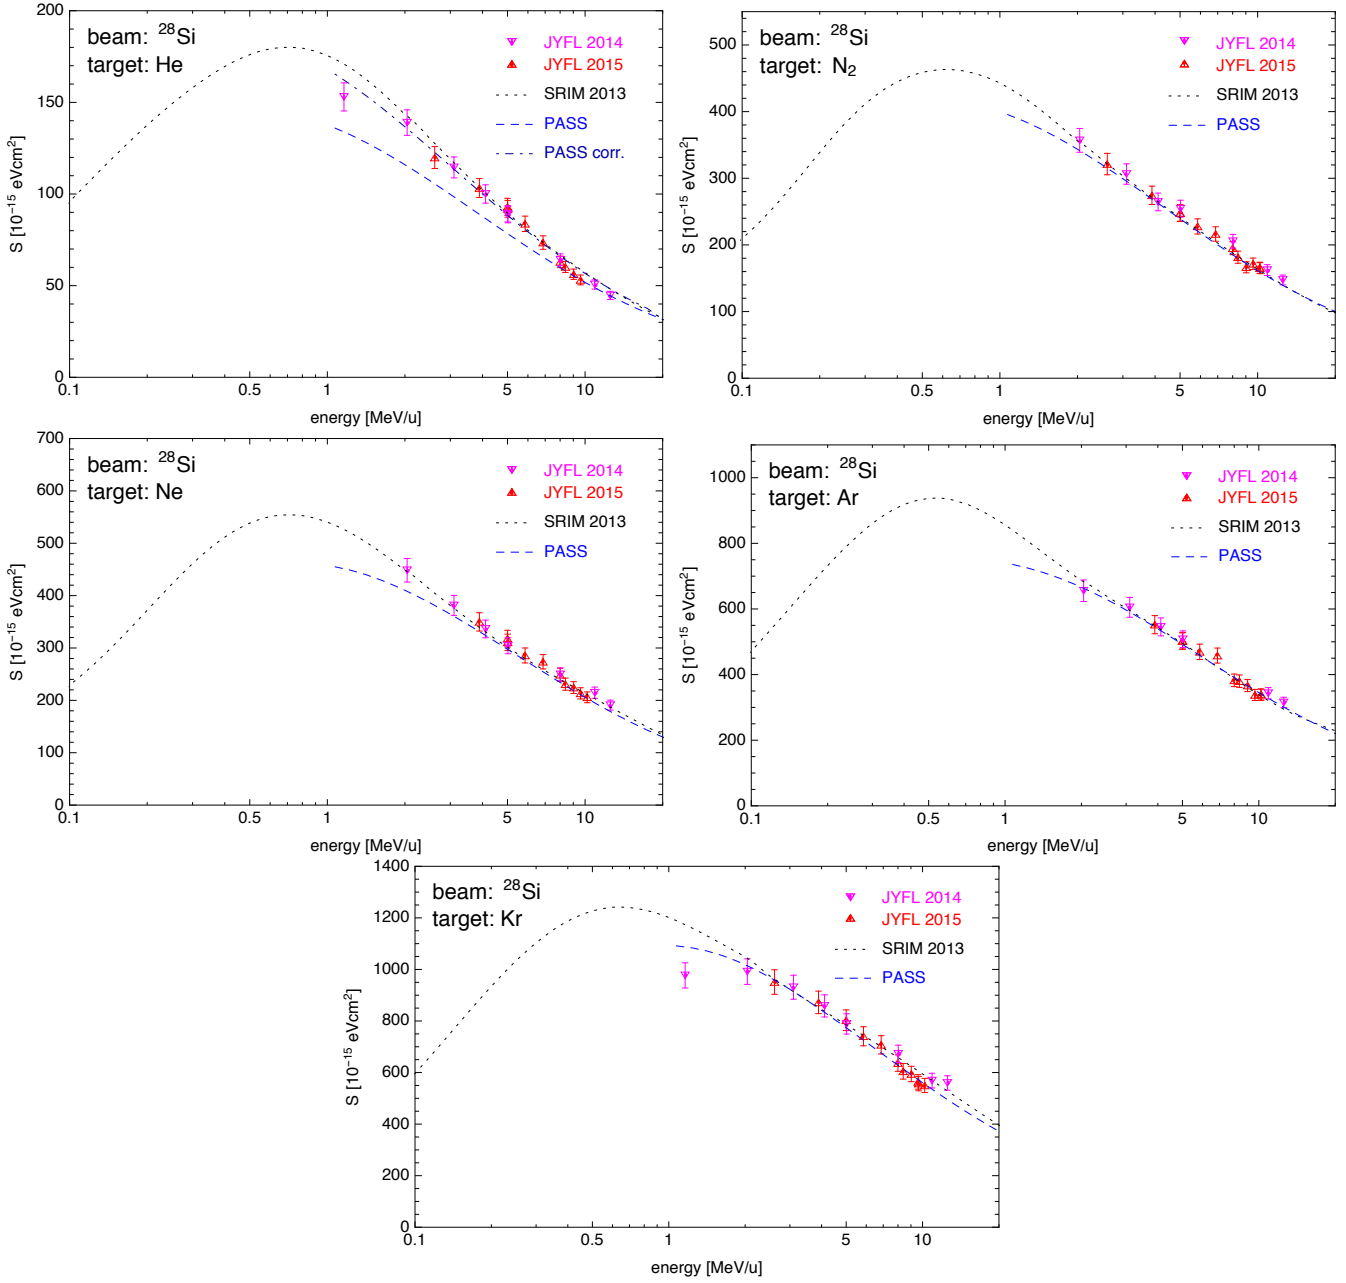 beam: ²⁸Si
target: He
JYFL 2014
JYFL 2015
SRIM 2013
PASS
PASS corr.
S [10⁻¹⁵ eVcm²]
200
150
100
50
0
0.1
0.5
1
5
10
energy [MeV/u]
beam: ²⁸Si
target: N₂
JYFL 2014
JYFL 2015
SRIM 2013
PASS
S [10⁻¹⁵ eVcm²]
500
400
300
200
100
0
0.1
0.5
1
5
10
energy [MeV/u]
beam: ²⁸Si
target: Ne
JYFL 2014
JYFL 2015
SRIM 2013
PASS
S [10⁻¹⁵ eVcm²]
700
600
500
400
300
200
100
0
0.1
0.5
1
5
10
energy [MeV/u]
beam: ²⁸Si
target: Ar
JYFL 2014
JYFL 2015
SRIM 2013
PASS
S [10⁻¹⁵ eVcm²]
1000
800
600
400
200
0
0.1
0.5
1
5
10
energy [MeV/u]
beam: ²⁸Si
target: Kr
JYFL 2014
JYFL 2015
SRIM 2013
PASS
S [10⁻¹⁵ eVcm²]
1400
1200
1000
800
600
400
200
0
0.1
0.5
1
5
10
energy [MeV/u]